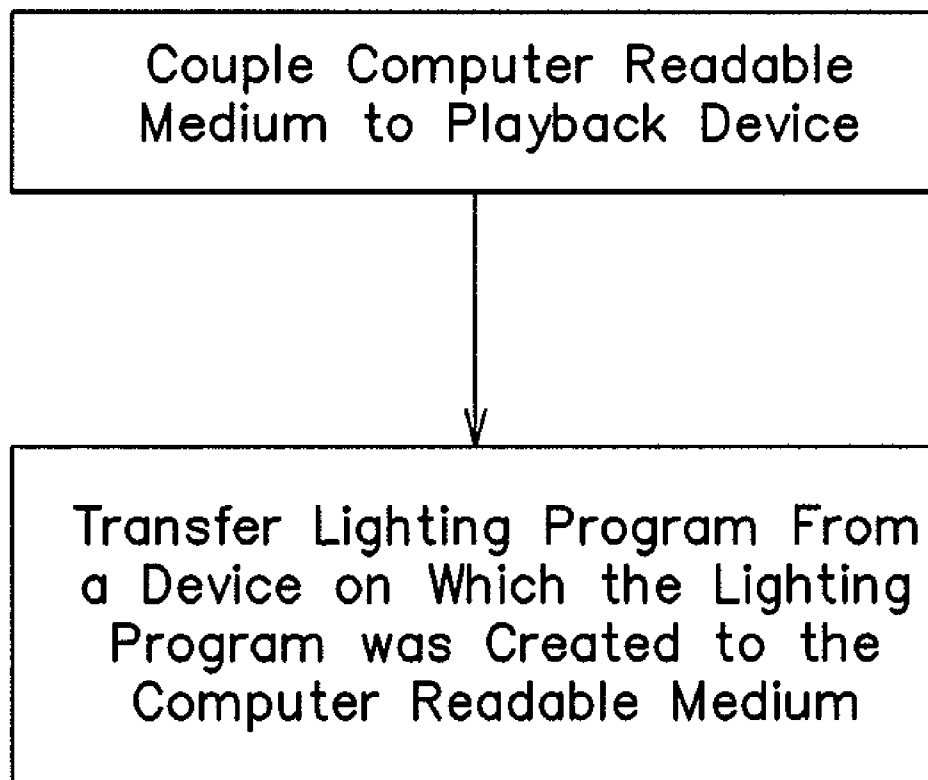 Couple Computer Readable
Medium to Playback Device
Transfer Lighting Program From
a Device on Which the Lighting
Program was Created to the
Computer Readable Medium